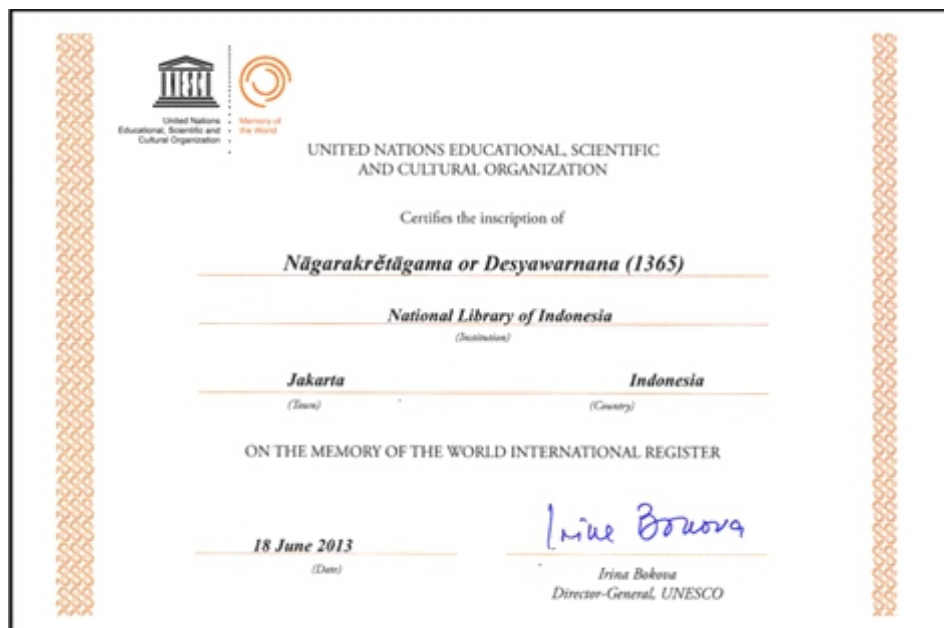 UNESCO
United Nations
Educational, Scientific and
Cultural Organization
Memory of
the World
UNITED NATIONS EDUCATIONAL, SCIENTIFIC
AND CULTURAL ORGANIZATION
Certifies the inscription of
Nāgarakrĕtāgama or Desyawarnana (1365)
National Library of Indonesia
(Institution)
Jakarta Indonesia
(Town) (Country)
ON THE MEMORY OF THE WORLD INTERNATIONAL REGISTER
Irina Bokova
18 June 2013
(Date)
Irina Bokova
Director-General, UNESCO